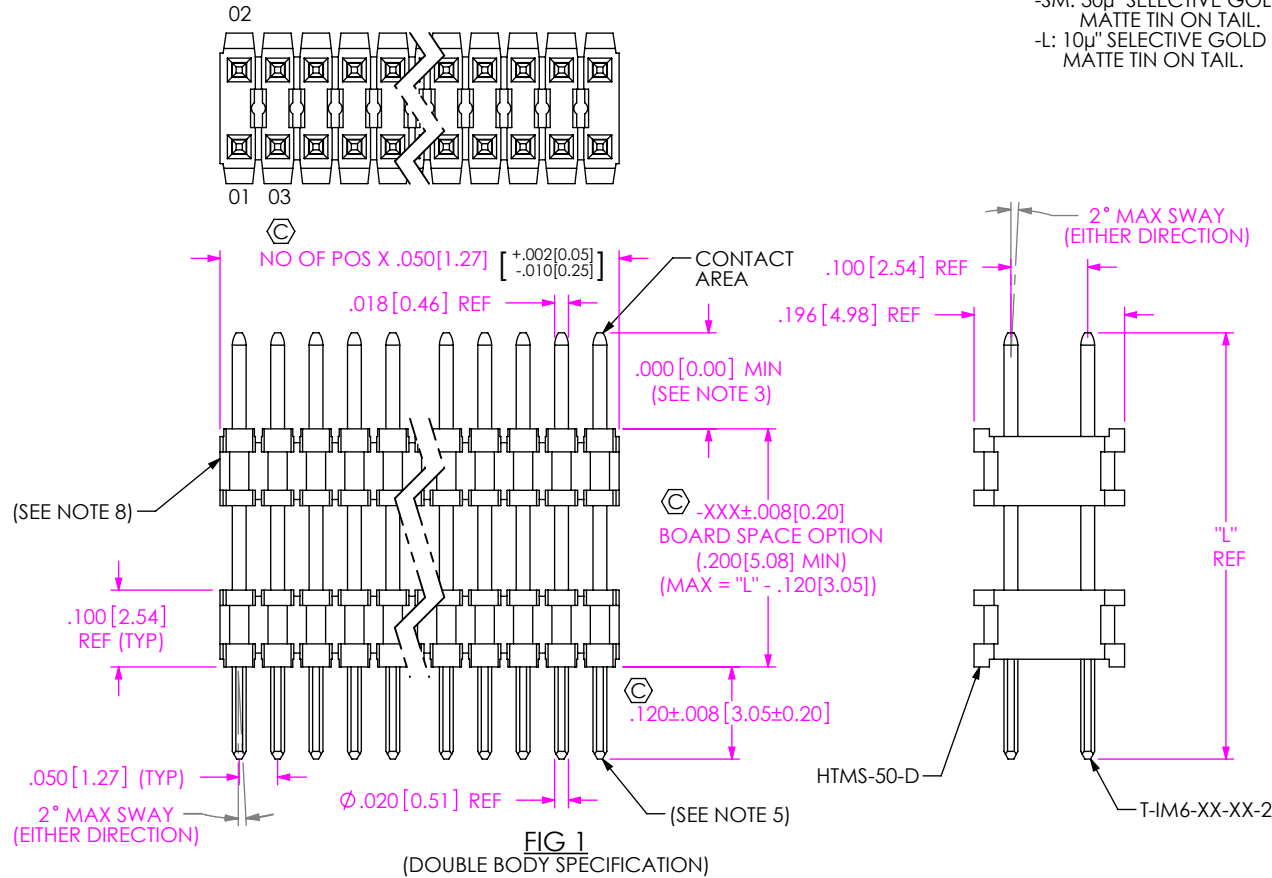 -SM: 30µ" SELECTIVE GOL
MATTE TIN ON TAIL.
-L: 10µ" SELECTIVE GOLD
MATTE TIN ON TAIL.
02
01 03
C
NO OF POS X .050[1.27] [ +.002[0.05] -.010[0.25] ]
CONTACT
AREA
.018[0.46] REF
.000[0.00] MIN
(SEE NOTE 3)
2° MAX SWAY
(EITHER DIRECTION)
.100[2.54] REF
.196[4.98] REF
(SEE NOTE 8)
C
-XXX±.008[0.20]
BOARD SPACE OPTION
(.200[5.08] MIN)
(MAX = "L" - .120[3.05])
"L"
REF
.100[2.54]
REF (TYP)
C
.120±.008[3.05±0.20]
.050[1.27] (TYP)
2° MAX SWAY
(EITHER DIRECTION)
Ø.020[0.51] REF
(SEE NOTE 5)
HTMS-50-D
T-IM6-XX-XX-2
FIG 1
(DOUBLE BODY SPECIFICATION)